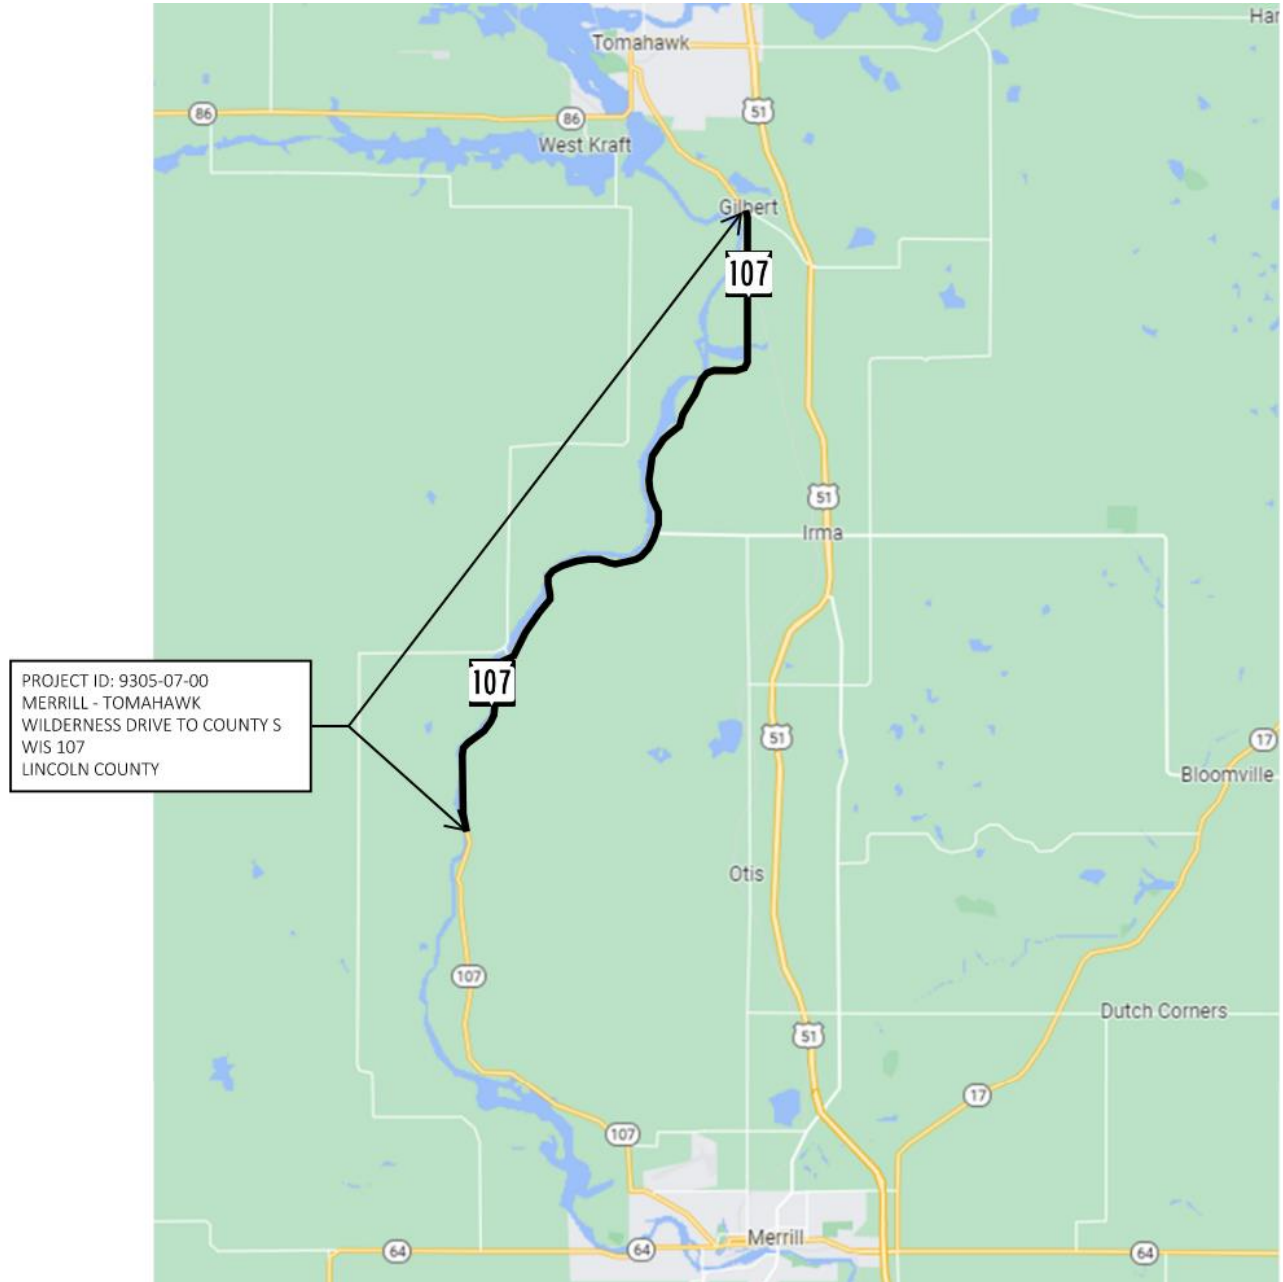 Har
Tomahawk
86
86
51
West Kraft
Gilbert
107
51
Irma
107
PROJECT ID: 9305-07-00
MERRILL - TOMAHAWK
WILDERNESS DRIVE TO COUNTY S
WIS 107
LINCOLN COUNTY
51
17
Bloomville
Otis
107
Dutch Corners
51
17
107
Merrill
64
64
64